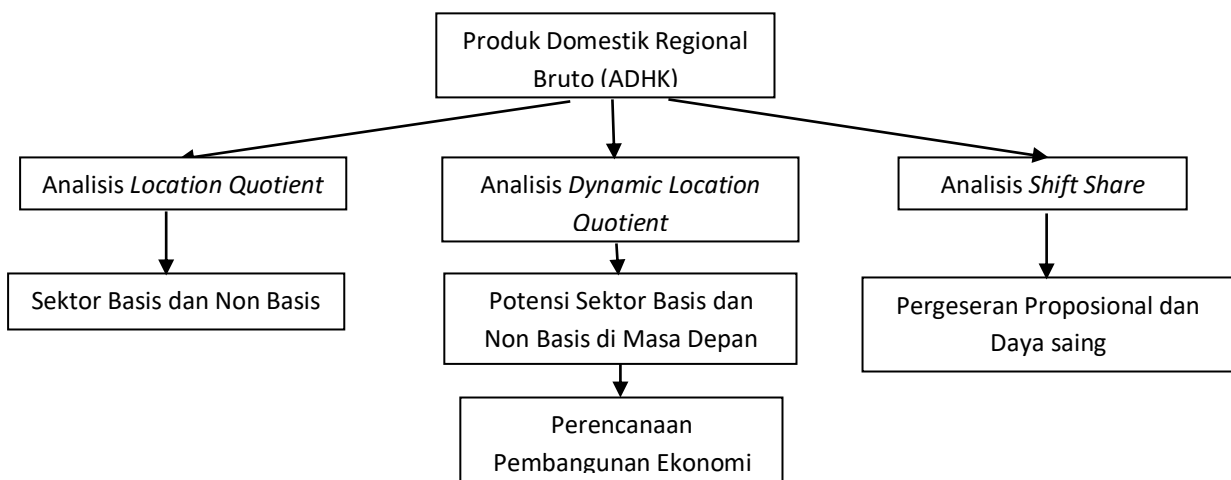 Produk Domestik Regional
Bruto (ADHK)
Analisis Location Quotient
Analisis Dynamic Location
Quotient
Analisis Shift Share
Sektor Basis dan Non Basis
Potensi Sektor Basis dan
Non Basis di Masa Depan
Pergeseran Proposional dan
Daya saing
Perencanaan
Pembangunan Ekonomi